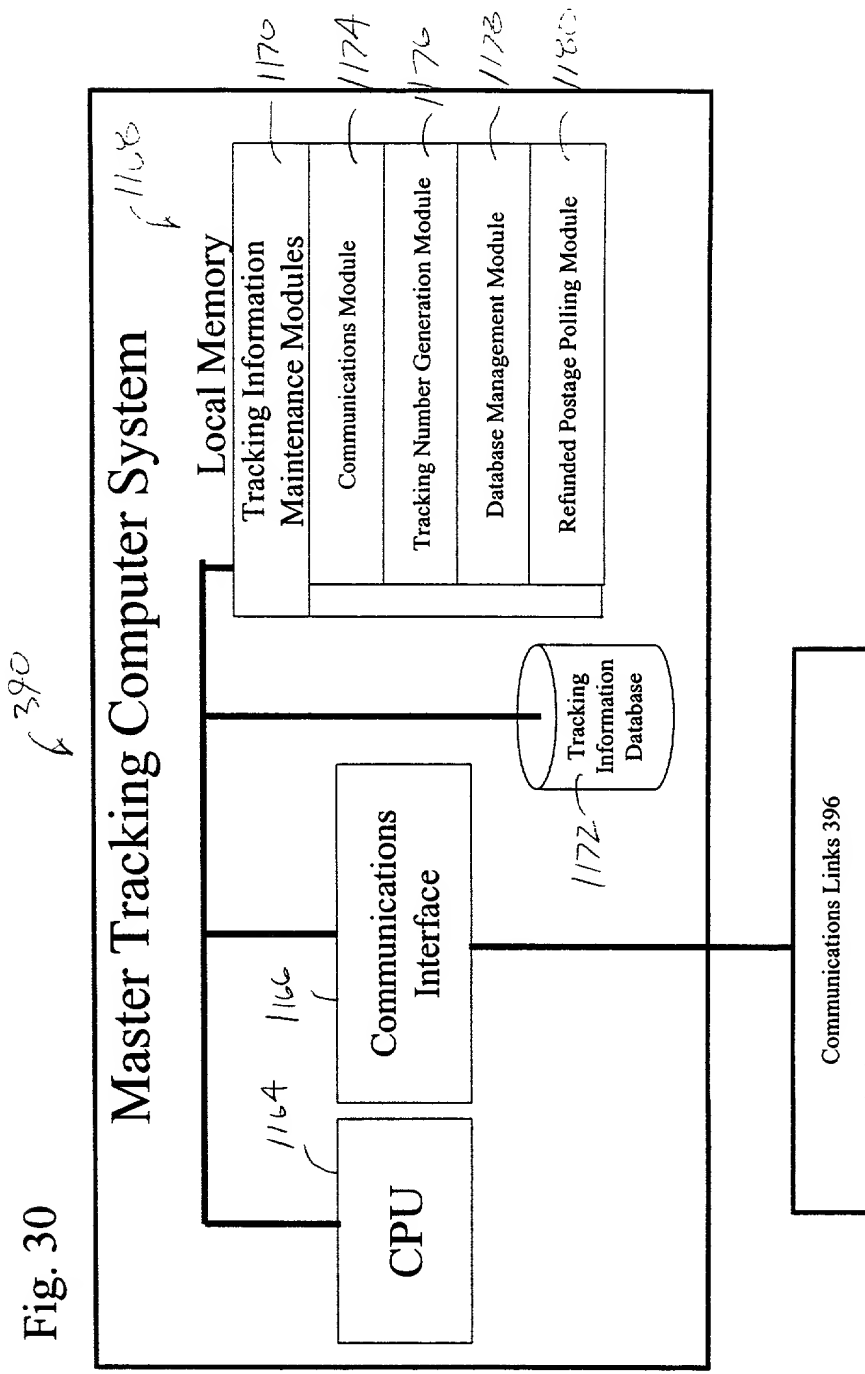 Fig. 30
390
Master Tracking Computer System
1164
CPU
1166
Communications
Interface
1172
Tracking
Information
Database
1168
Local Memory
Tracking Information
Maintenance Modules
1170
Communications Module
1174
Tracking Number Generation Module
1176
Database Management Module
1178
Refunded Postage Polling Module
1180
Communications Links 396